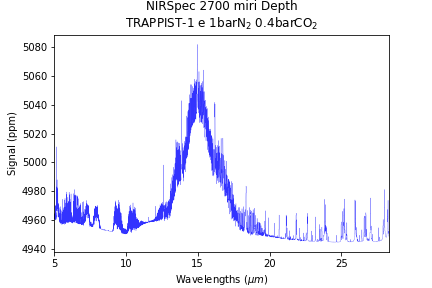 NIRSpec 2700 miri Depth
TRAPPIST-1 e 1barN₂ 0.4barCO₂
5080
5060
5040
5020
5000
4980
4960
4940
Signal (ppm)
5 10 15 20 25
Wavelengths (μm)